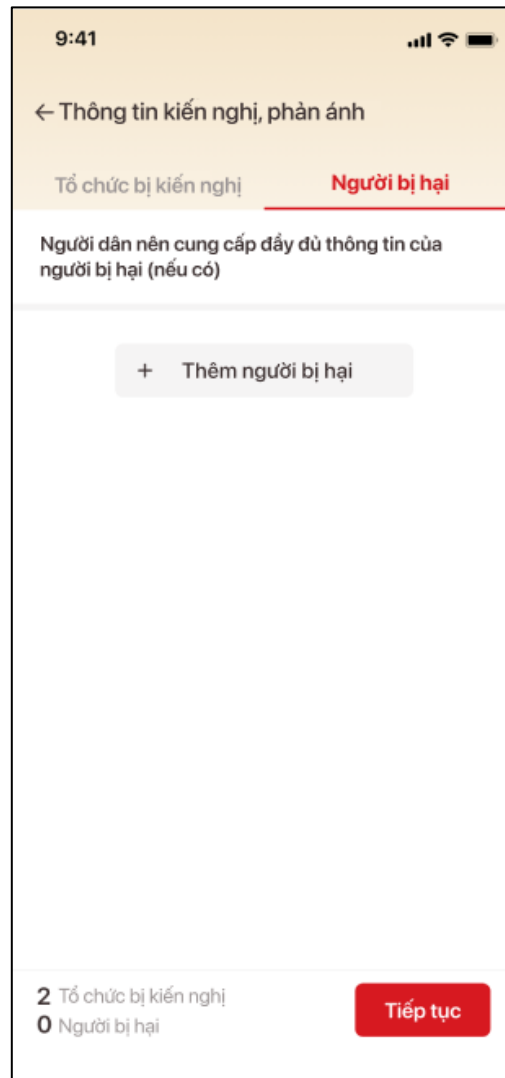 9:41
Thông tin kiến nghị, phản ánh
Tổ chức bị kiến nghị
Người bị hại
Người dân nên cung cấp đẩy đủ thông tin của
người bị hại (nếu có)
+ Thêm người bị hại
2 Tổ chức bị kiến nghị
0 Người bị hại
Tiếp tục